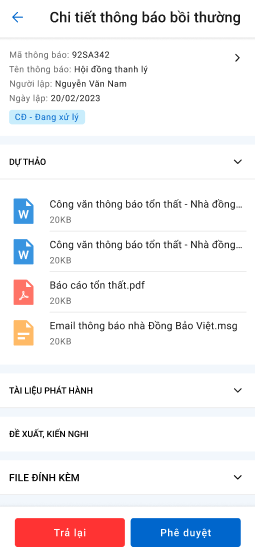 Chi tiết thông báo bồi thường
Mã thông báo: 92SA342
Tên thông báo: Hội đồng thanh lý
Người lập: Nguyễn Văn Nam
Ngày lập: 20/02/2023
CĐ - Đang xử lý
DỰ THẢO
W
Công văn thông báo tổn thất - Nhà đồng...
20KB
W
Công văn thông báo tổn thất - Nhà đồng...
20KB
Báo cáo tổn thất.pdf
20KB
Email thông báo nhà Đồng Bảo Việt.msg
20KB
TÀI LIỆU PHÁT HÀNH
ĐỀ XUẤT, KIẾN NGHI
FILE ĐÍNH KÈM
Trả lại
Phê duyệt